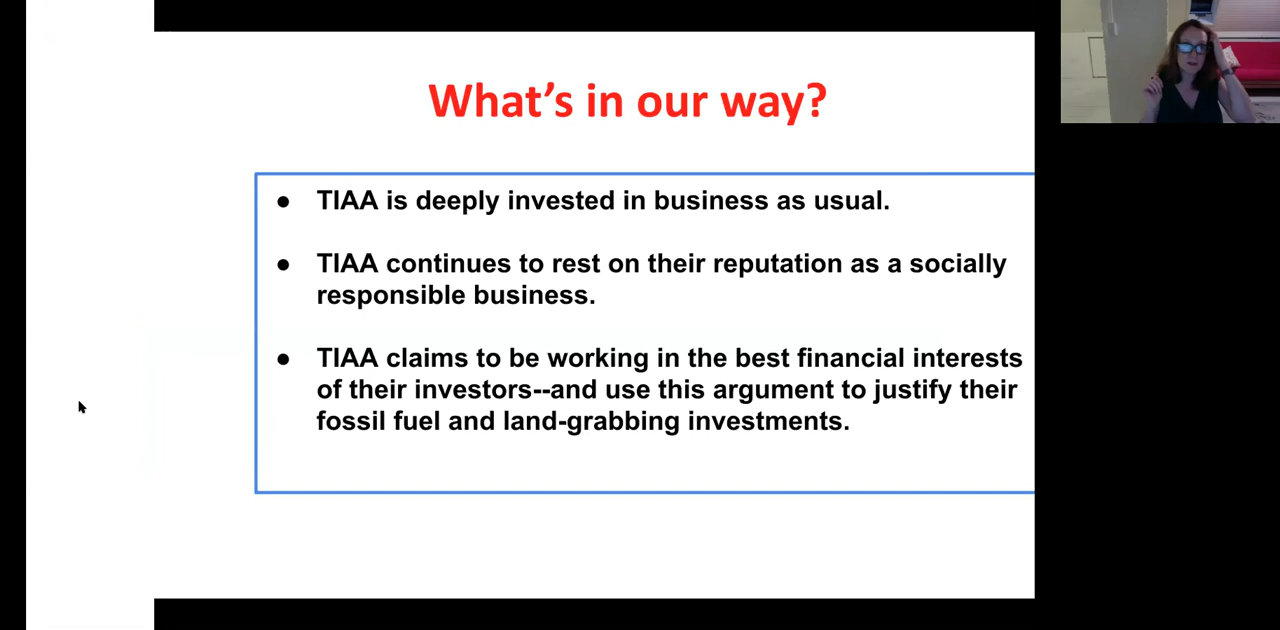 What’s in our way?
● TIAA is deeply invested in business as usual.
● TIAA continues to rest on their reputation as a socially
responsible business.
● TIAA claims to be working in the best financial interests
of their investors--and use this argument to justify their
fossil fuel and land-grabbing investments.